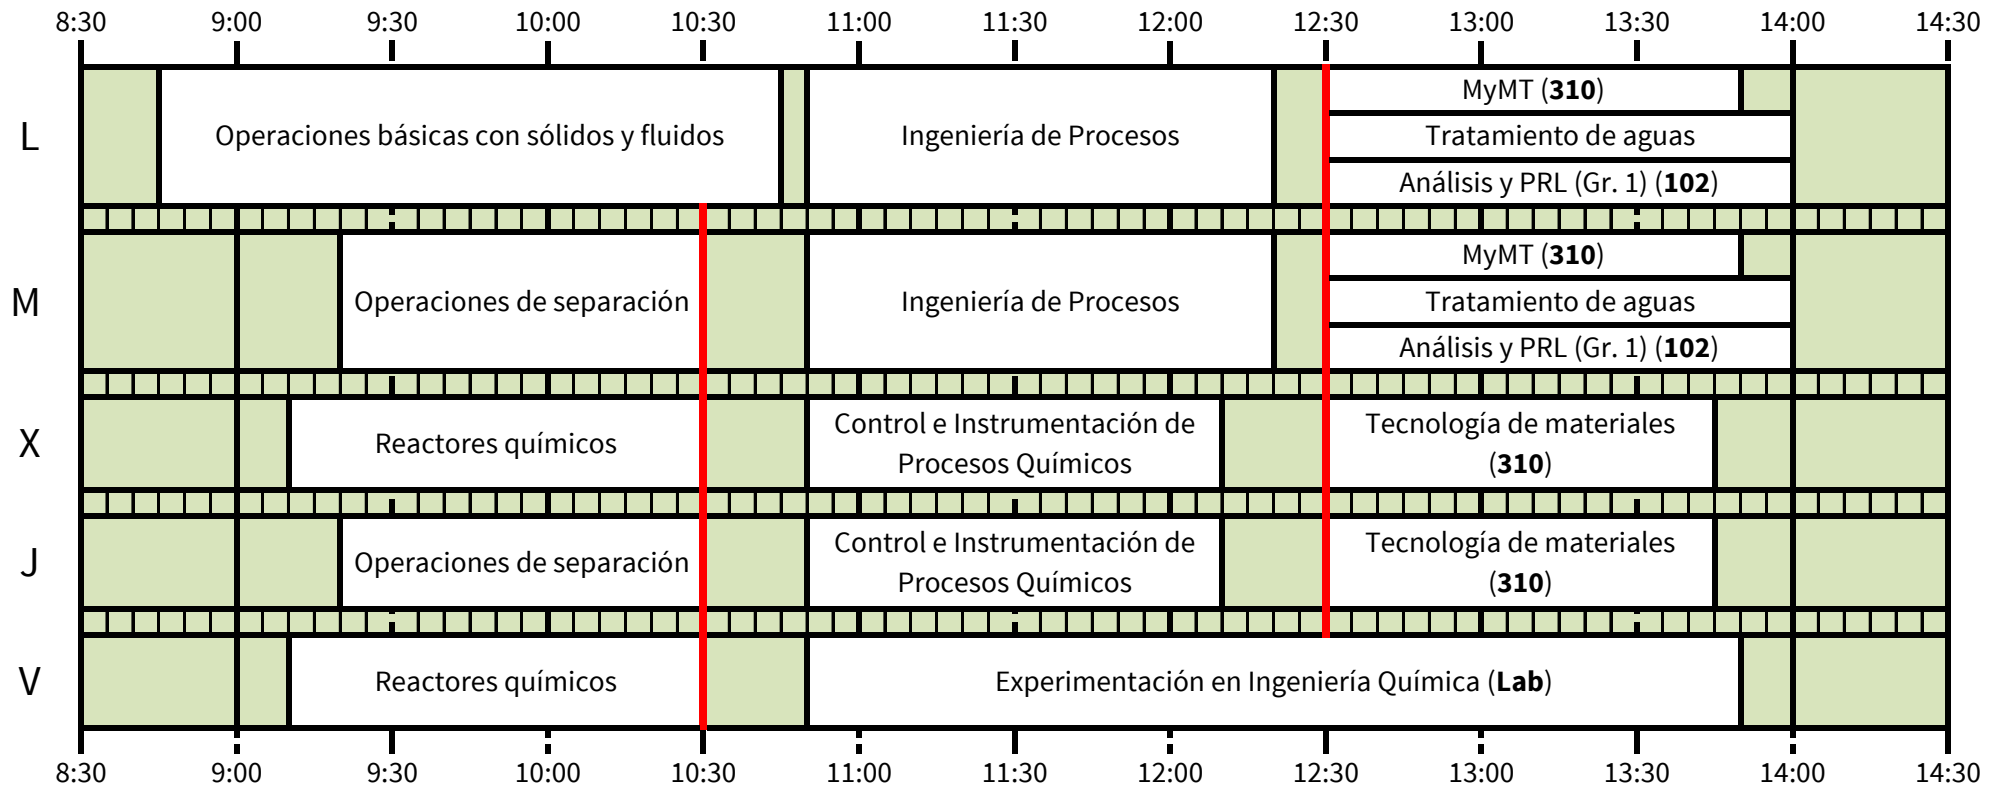 8:30 9:00 9:30 10:00 10:30 11:00 11:30 12:00 12:30 13:00 13:30 14:00 14:30
L
Operaciones básicas con sólidos y fluidos
Ingeniería de Procesos
MyMT (310)
Tratamiento de aguas
Análisis y PRL (Gr. 1) (102)
M
Operaciones de separación
Ingeniería de Procesos
MyMT (310)
Tratamiento de aguas
Análisis y PRL (Gr. 1) (102)
X
Reactores químicos
Control e Instrumentación de
Procesos Químicos
Tecnología de materiales
(310)
J
Operaciones de separación
Control e Instrumentación de
Procesos Químicos
Tecnología de materiales
(310)
V
Reactores químicos
Experimentación en Ingeniería Química (Lab)
8:30 9:00 9:30 10:00 10:30 11:00 11:30 12:00 12:30 13:00 13:30 14:00 14:30